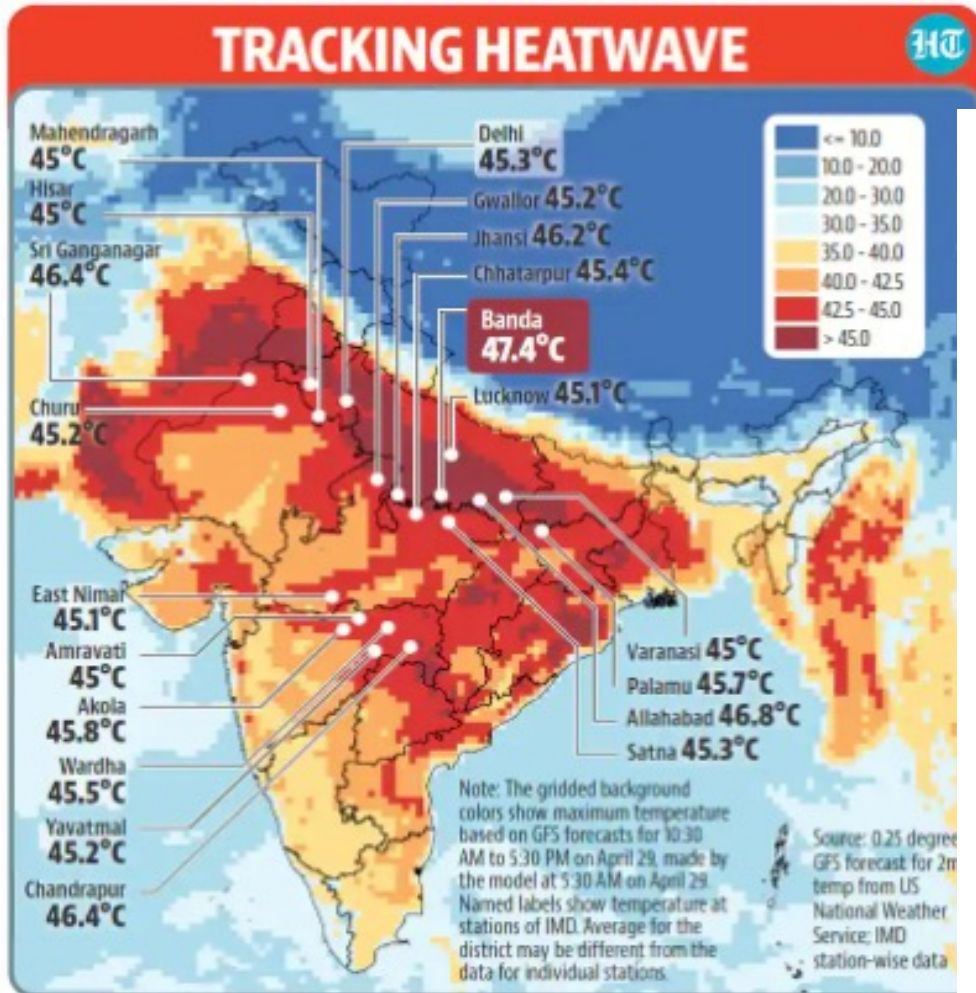 TRACKING HEATWAVE
HT
Mahendragarh
45°C
Hisar
45°C
Sri Ganganagar
46.4°C
Churu
45.2°C
Delhi
45.3°C
Gwallor 45.2°C
Jhansi 46.2°C
Chhatarpur 45.4°C
Banda
47.4°C
Lucknow 45.1°C
<= 10.0
10.0 - 20.0
20.0 - 30.0
30.0 - 35.0
35.0 - 40.0
40.0 - 42.5
42.5 - 45.0
> 45.0
East Nimar
45.1°C
Amravati
45°C
Akola
45.8°C
Wardha
45.5°C
Yavatmal
45.2°C
Chandrapur
46.4°C
Varanasi 45°C
Palamu 45.7°C
Allahabad 46.8°C
Satna 45.3°C
Note: The gridded background
colors show maximum temperature
based on GFS forecasts for 10:30
AM to 5:30 PM on April 29, made by
the model at 5:30 AM on April 29.
Named labels show temperature at
stations of IMD. Average for the
district may be different from the
data for individual stations
Source: 0.25 degree
GFS forecast for 2m
temp from US
National Weather
Service; IMD
station-wise data